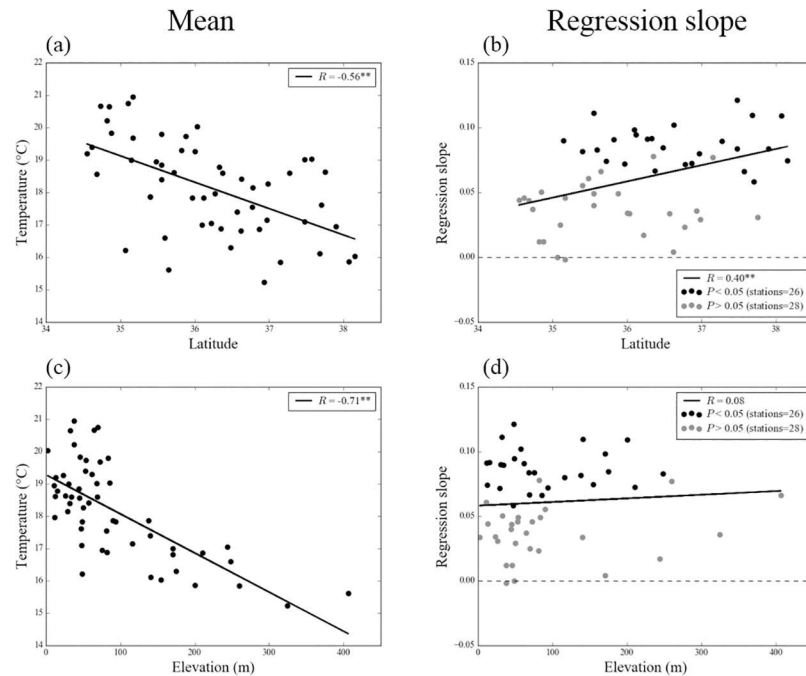 Mean
Regression slope
(a)
R = -0.56**
22
21
20
19
18
17
16
15
14
Temperature (°C)
34
35
36
37
38
Latitude
(b)
0.15
0.10
0.05
0.00
−0.05
Regression slope
R = 0.40**
P < 0.05 (stations=26)
P > 0.05 (stations=28)
34
35
36
37
38
Latitude
(c)
R = -0.71**
22
21
20
19
18
17
16
15
14
Temperature (°C)
0
100
200
300
400
Elevation (m)
(d)
R = 0.08
P < 0.05 (stations=26)
P > 0.05 (stations=28)
0.15
0.10
0.05
0.00
−0.05
Regression slope
0
100
200
300
400
Elevation (m)